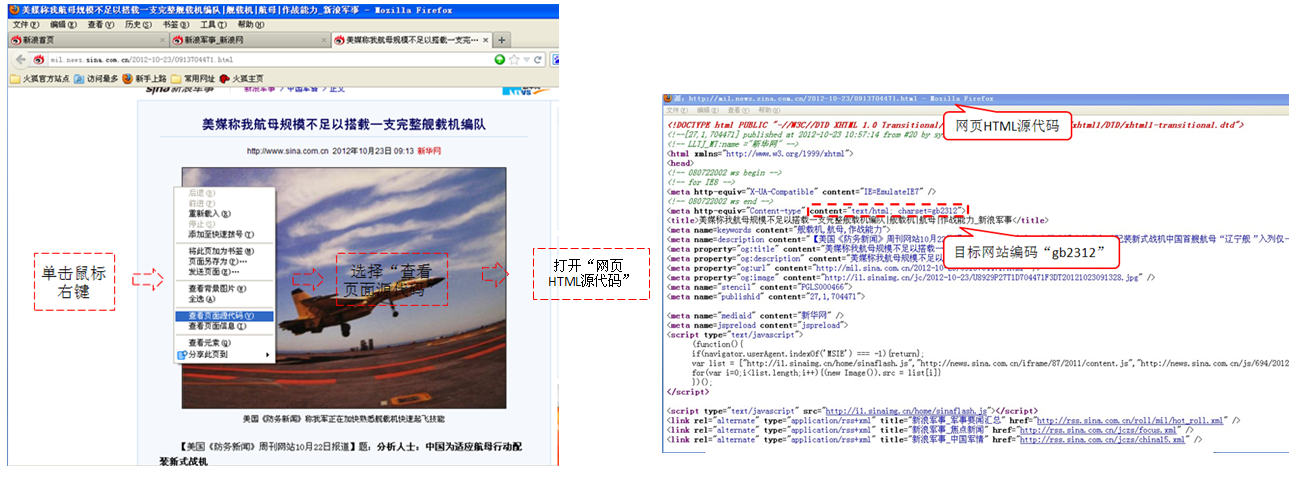 美媒称我航母规模不足以搭载一支完整舰载机编队|舰载机|航母|作战能力_新浪军事 - Mozilla Firefox
文件(F) 编辑(E) 查看(V) 历史(S) 书签(B) 工具(T) 帮助(H)
新浪首页 新浪军事_新浪网 美媒称我航母规模不足以搭载一支完…
mil.news.sina.com.cn/2012-10-23/0913704471.html
火狐官方站点 访问最多 新手上路 常用网址 火狐主页
sina新浪军事 新浪军事 > 中国军情 > 正文
美媒称我航母规模不足以搭载一支完整舰载机编队
http://www.sina.com.cn 2012年10月23日 09:13 新华网
后退(B)
前进(F)
重新载入(R)
停止(S)
添加至快速拨号(T)
将此页加为书签(M)
页面另存为(P)…
发送页面(E)…
查看背景图片(W)
全选(A)
查看页面源代码(V)
查看页面信息(I)
查看元素(Q)
分享此页到
单击鼠标
右键
选择“查看
页面源代码”
打开“网页
HTML源代码”
美国《防务新闻》称我军正在加快熟悉舰载机快速起飞技能
【美国《防务新闻》周刊网站10月22日报道】题：分析人士：中国为适应航母行动配
装新式战机
源: http://mil.news.sina.com.cn/2012-10-23/0913704471.html - Mozilla Firefox
文件(F) 编辑(E) 查看(V) 帮助(H)
网页HTML源代码
<!DOCTYPE html PUBLIC "-//W3C//DTD XHTML 1.0 Transitional/ xhtml1/DTD/xhtml1-transitional.dtd">
<!--[27,1,704471] published at 2012-10-23 10:57:14 from #20 by sy
<!-- LLTJ_MT:name ="新华网" -->
<html xmlns="http://www.w3.org/1999/xhtml">
<head>
<!-- 080722002 ws begin -->
<!-- for IE8 -->
<meta http-equiv="X-UA-Compatible" content="IE=EmulateIE7" />
<!-- 080722002 ws end -->
<meta http-equiv="Content-type" content="text/html; charset=gb2312">
<title>美媒称我航母规模不足以搭载一支完整舰载机编队|舰载机|航母|作战能力_新浪军事</title>
<meta name=keywords content="舰载机,航母,作战能力">
<meta name=description content="【美国《防务新闻》周刊网站10月22 配装新式战机中国首艘航母“辽宁舰 ”入列仅一
<meta property="og:title" content="美媒称我航母规模不足以搭载一
<meta property="og:description" content="美媒称我航母规模不足以搭载
<meta property="og:url" content="http://mil.news.sina.com.cn/2012-10-
<meta property="og:image" content="http://i1.sinaimg.cn/jc/2012-10-23/U8929P27T1D704471F3DT20121023091328.jpg" />
<meta name="stencil" content="PGLS000466">
<meta name="publishid" content="27,1,704471">
目标网站编码“gb2312”
<meta name="mediaid" content="新华网" />
<meta name=jspreload content="jspreload">
<script type="text/javascript">
(function(){
if(navigator.userAgent.indexOf('MSIE') === -1){return};
var list = ["http://i1.sinaimg.cn/home/sinaflash.js","http://news.sina.com.cn/iframe/87/2011/content.js","http://news.sina.com.cn/js/694/2012
for(var i=0;i<list.length;i++){(new Image()).src = list[i]}
})();
</script>
<script type="text/javascript" src="http://i1.sinaimg.cn/home/sinaflash.js"></script>
<link rel="alternate" type="application/rss+xml" title="新浪军事_军事要闻汇总" href="http://rss.sina.com.cn/roll/mil/hot_roll.xml" />
<link rel="alternate" type="application/rss+xml" title="新浪军事_焦点新闻" href="http://rss.sina.com.cn/jczs/focus.xml" />
<link rel="alternate" type="application/rss+xml" title="新浪军事_中国军情" href="http://rss.sina.com.cn/jczs/china15.xml" />